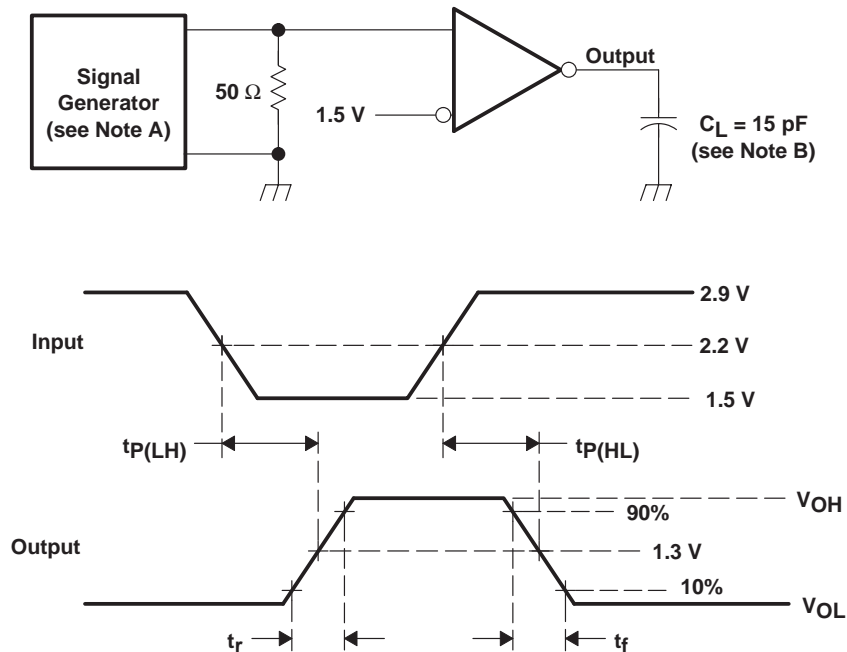 Signal
Generator
(see Note A)
50 Ω
1.5 V
Output
CL = 15 pF
(see Note B)
Input
2.9 V
2.2 V
1.5 V
tP(LH)
tP(HL)
Output
VOH
90%
1.3 V
10%
VOL
tr
tf